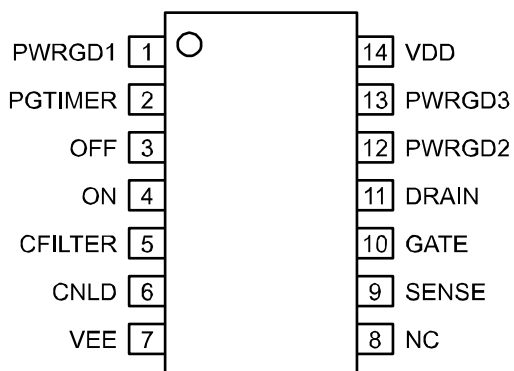 PWRGD1 1 14 VDD
PGTIMER 2 13 PWRGD3
OFF 3 12 PWRGD2
ON 4 11 DRAIN
CFILTER 5 10 GATE
CNLD 6 9 SENSE
VEE 7 8 NC